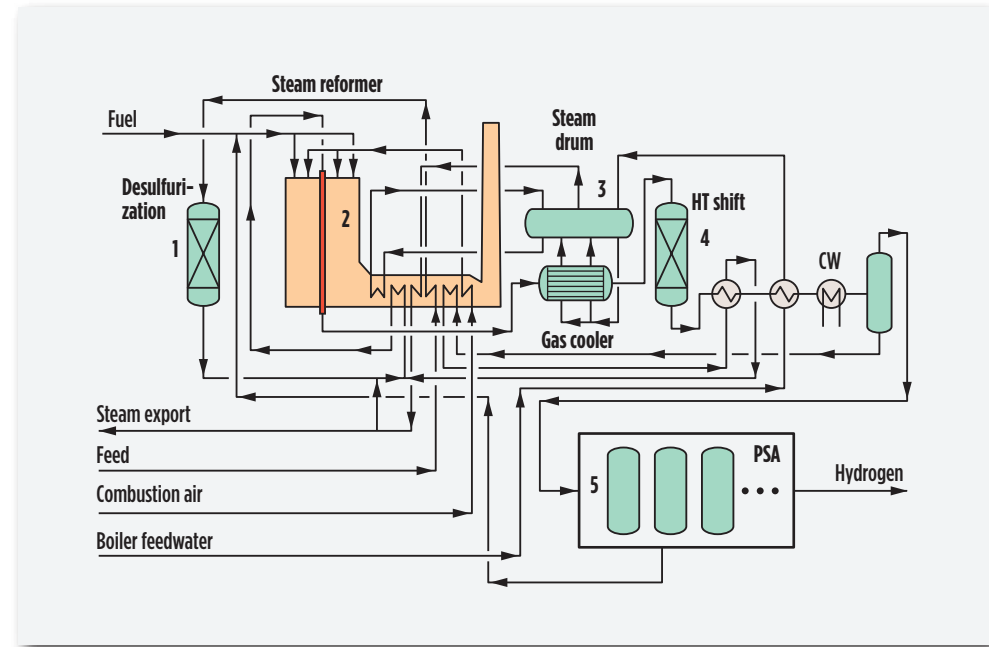 Steam reformer
Fuel
Steam
drum
Desulfuri-
zation
1
2
3
HT shift
4
CW
Gas cooler
Steam export
Feed
Combustion air
Boiler feedwater
PSA
5
Hydrogen